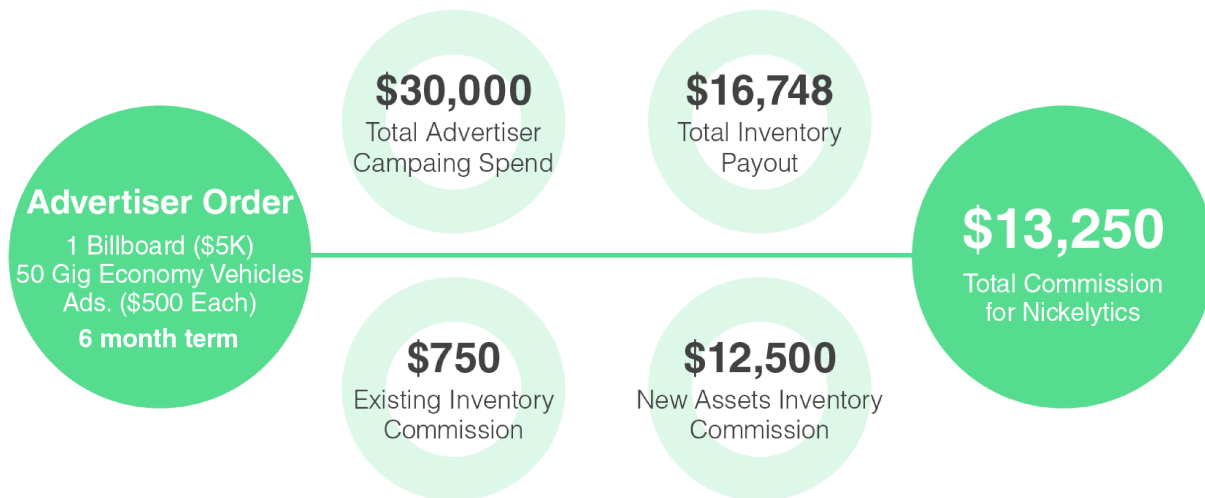 Advertiser Order
1 Billboard ($5K)
50 Gig Economy Vehicles
Ads. ($500 Each)
6 month term
$30,000
Total Advertiser
Campaing Spend
$16,748
Total Inventory
Payout
$750
Existing Inventory
Commission
$12,500
New Assets Inventory
Commission
$13,250
Total Commission
for Nickelytics